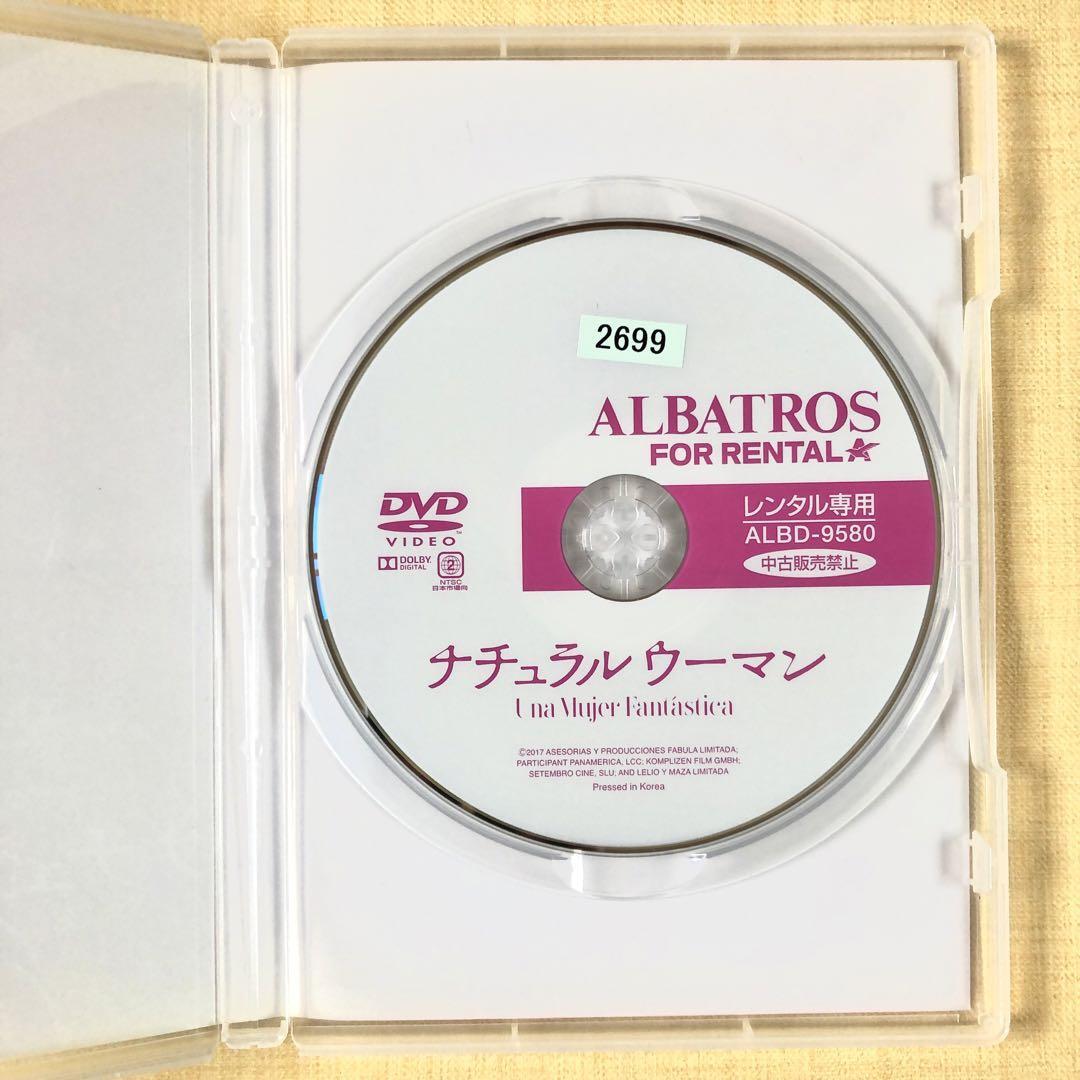 2699
ALBATROS
FOR RENTAL
DVD
VIDEO™
DOLBY
DIGITAL
2
NTSC
日本市場向
レンタル専用
ALBD-9580
中古販売禁止
ナチュラル ウーマン
Una Mujer Fantástica
©2017 ASESORIAS Y PRODUCCIONES FABULA LIMITADA;
PARTICIPANT PANAMERICA, LCC; KOMPLIZEN FILM GMBH;
SETEMBRO CINE, SLU; AND LELIO Y MAZA LIMITADA
Pressed in Korea